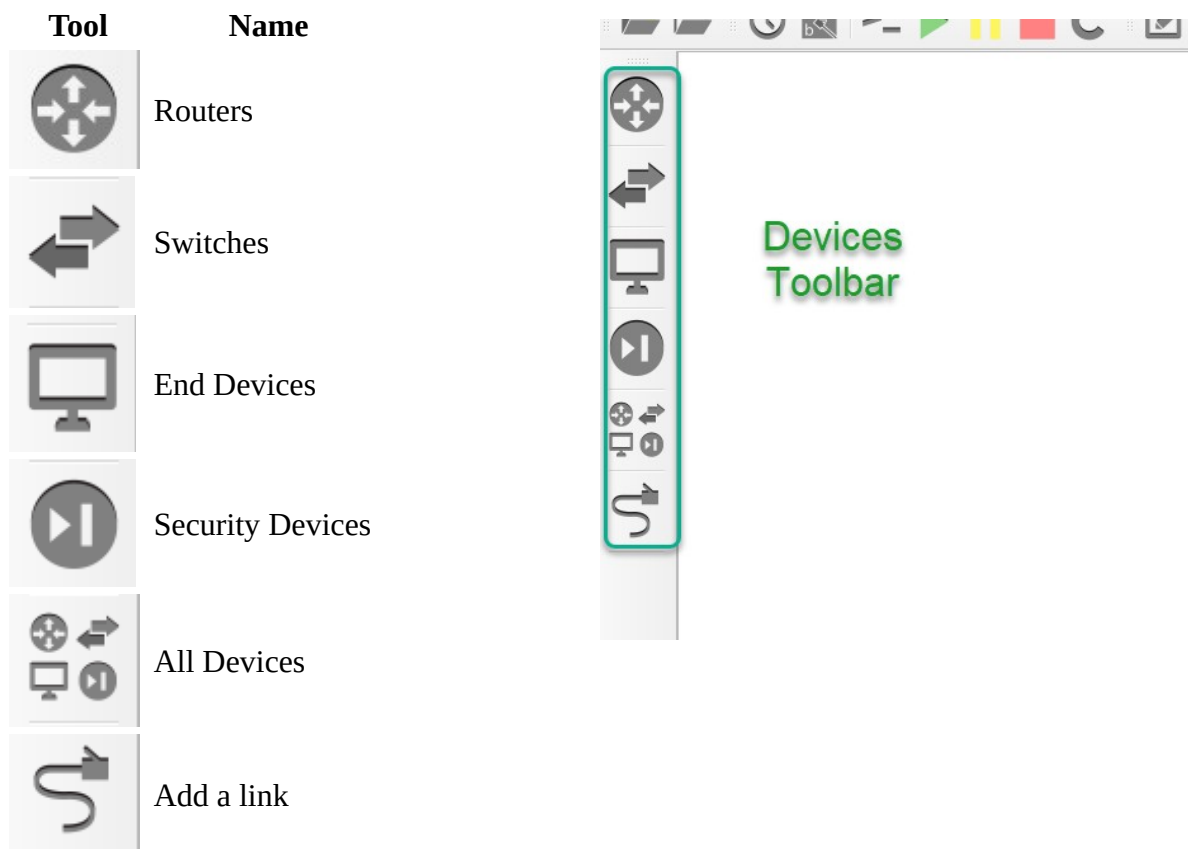 Tool Name
Routers
Switches
End Devices
Security Devices
All Devices
Add a link
Devices
Toolbar